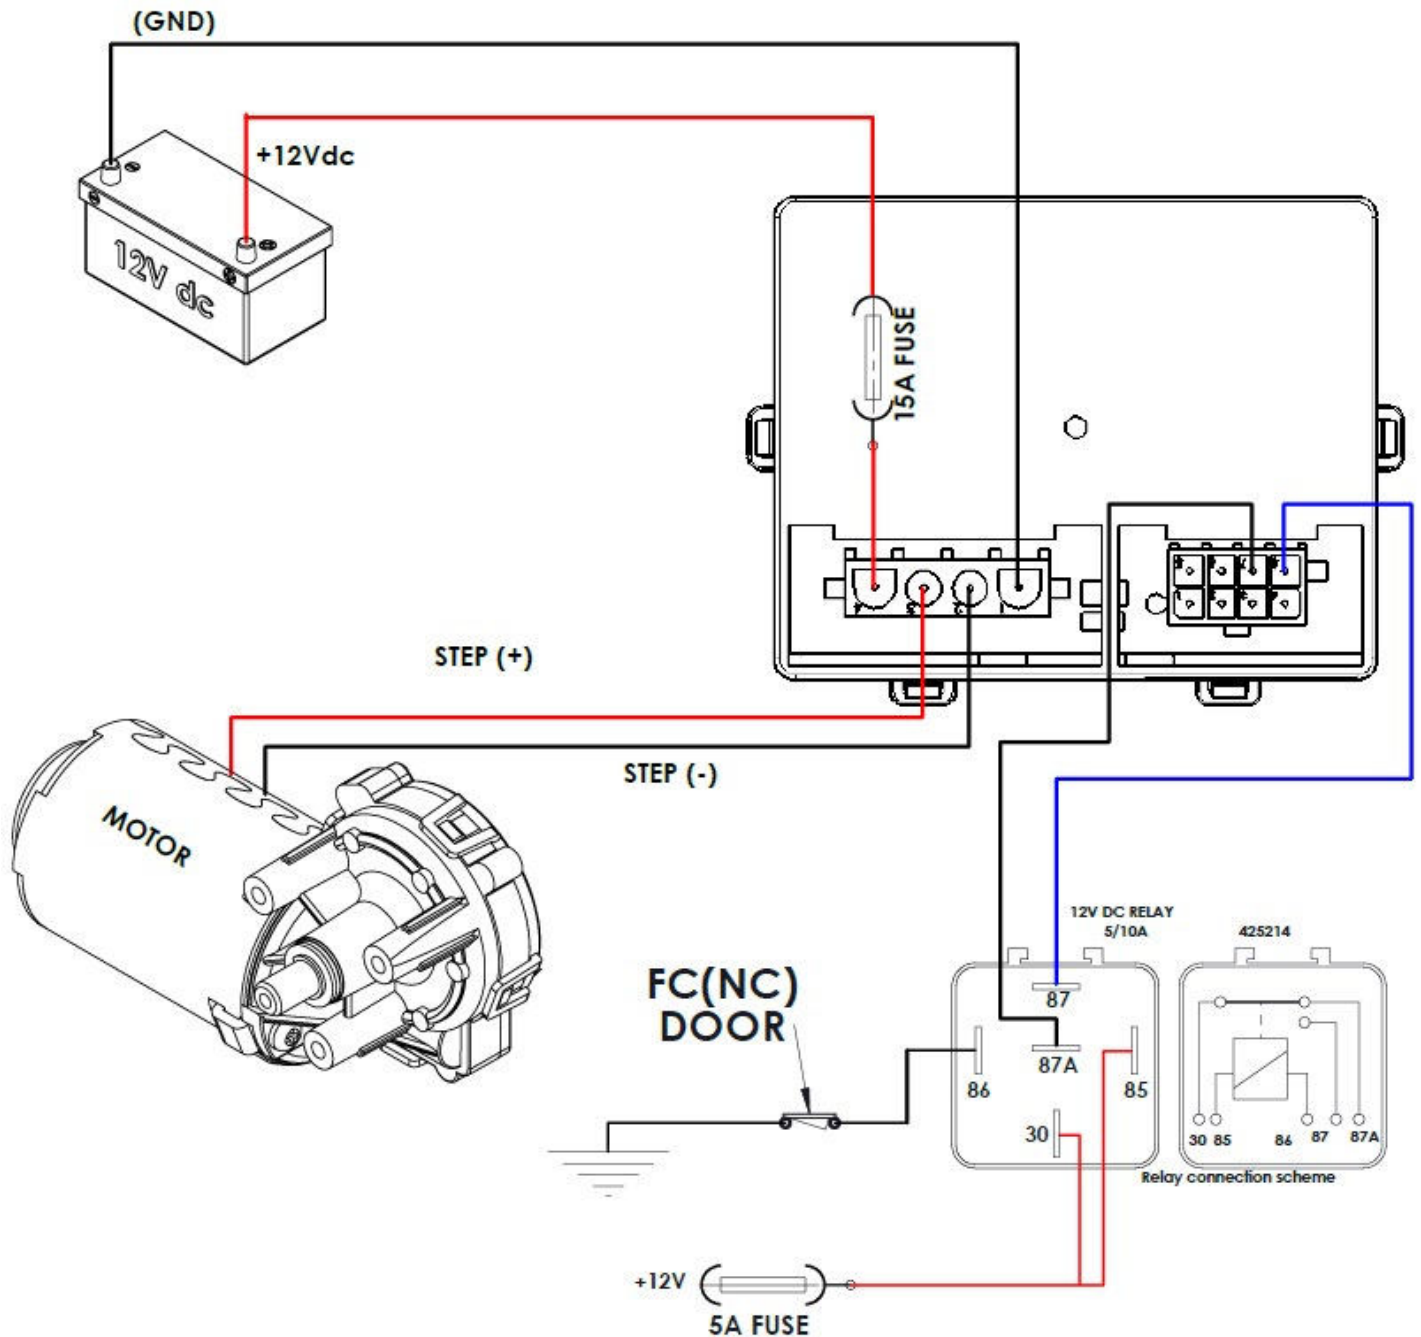 (GND)
+12Vdc
12V dc
15A FUSE
STEP (+)
STEP (-)
MOTOR
12V DC RELAY
5/10A
425214
FC(NC)
DOOR
87
87A
86
85
30
30 85 86 87 87A
Relay connection scheme
+12V
5A FUSE